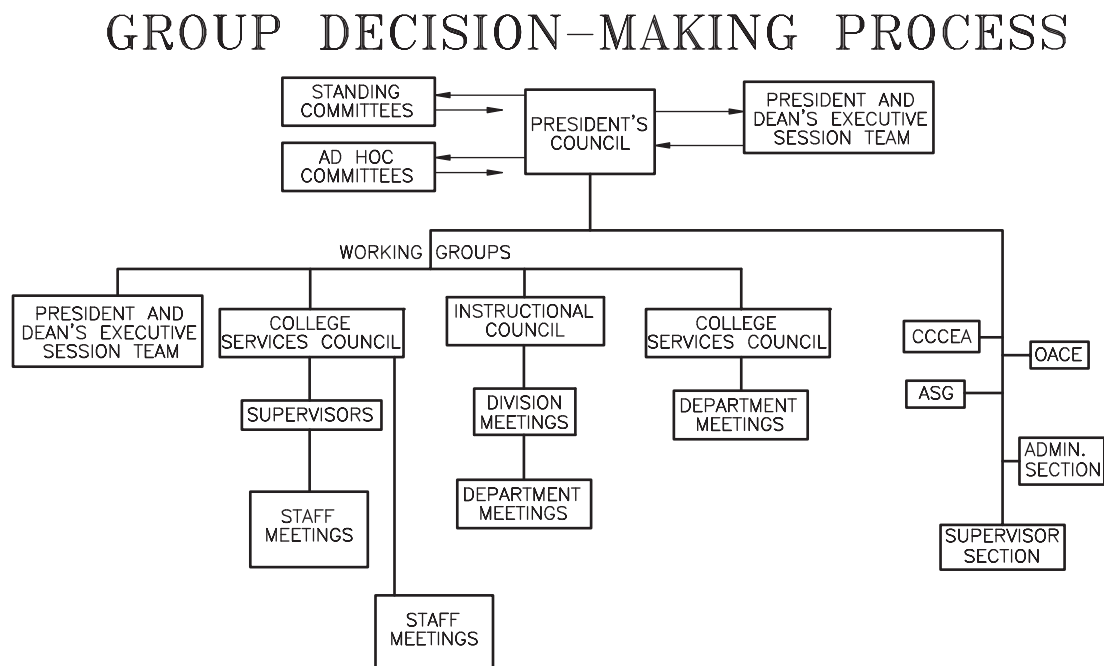 GROUP DECISION-MAKING PROCESS
STANDING
COMMITTEES
PRESIDENT'S
COUNCIL
PRESIDENT AND
DEAN'S EXECUTIVE
SESSION TEAM
AD HOC
COMMITTEES
WORKING GROUPS
PRESIDENT AND
DEAN'S EXECUTIVE
SESSION TEAM
COLLEGE
SERVICES COUNCIL
INSTRUCTIONAL
COUNCIL
COLLEGE
SERVICES COUNCIL
CCCEA
OACE
ASG
SUPERVISORS
DIVISION
MEETINGS
DEPARTMENT
MEETINGS
ADMIN.
SECTION
STAFF
MEETINGS
DEPARTMENT
MEETINGS
SUPERVISOR
SECTION
STAFF
MEETINGS